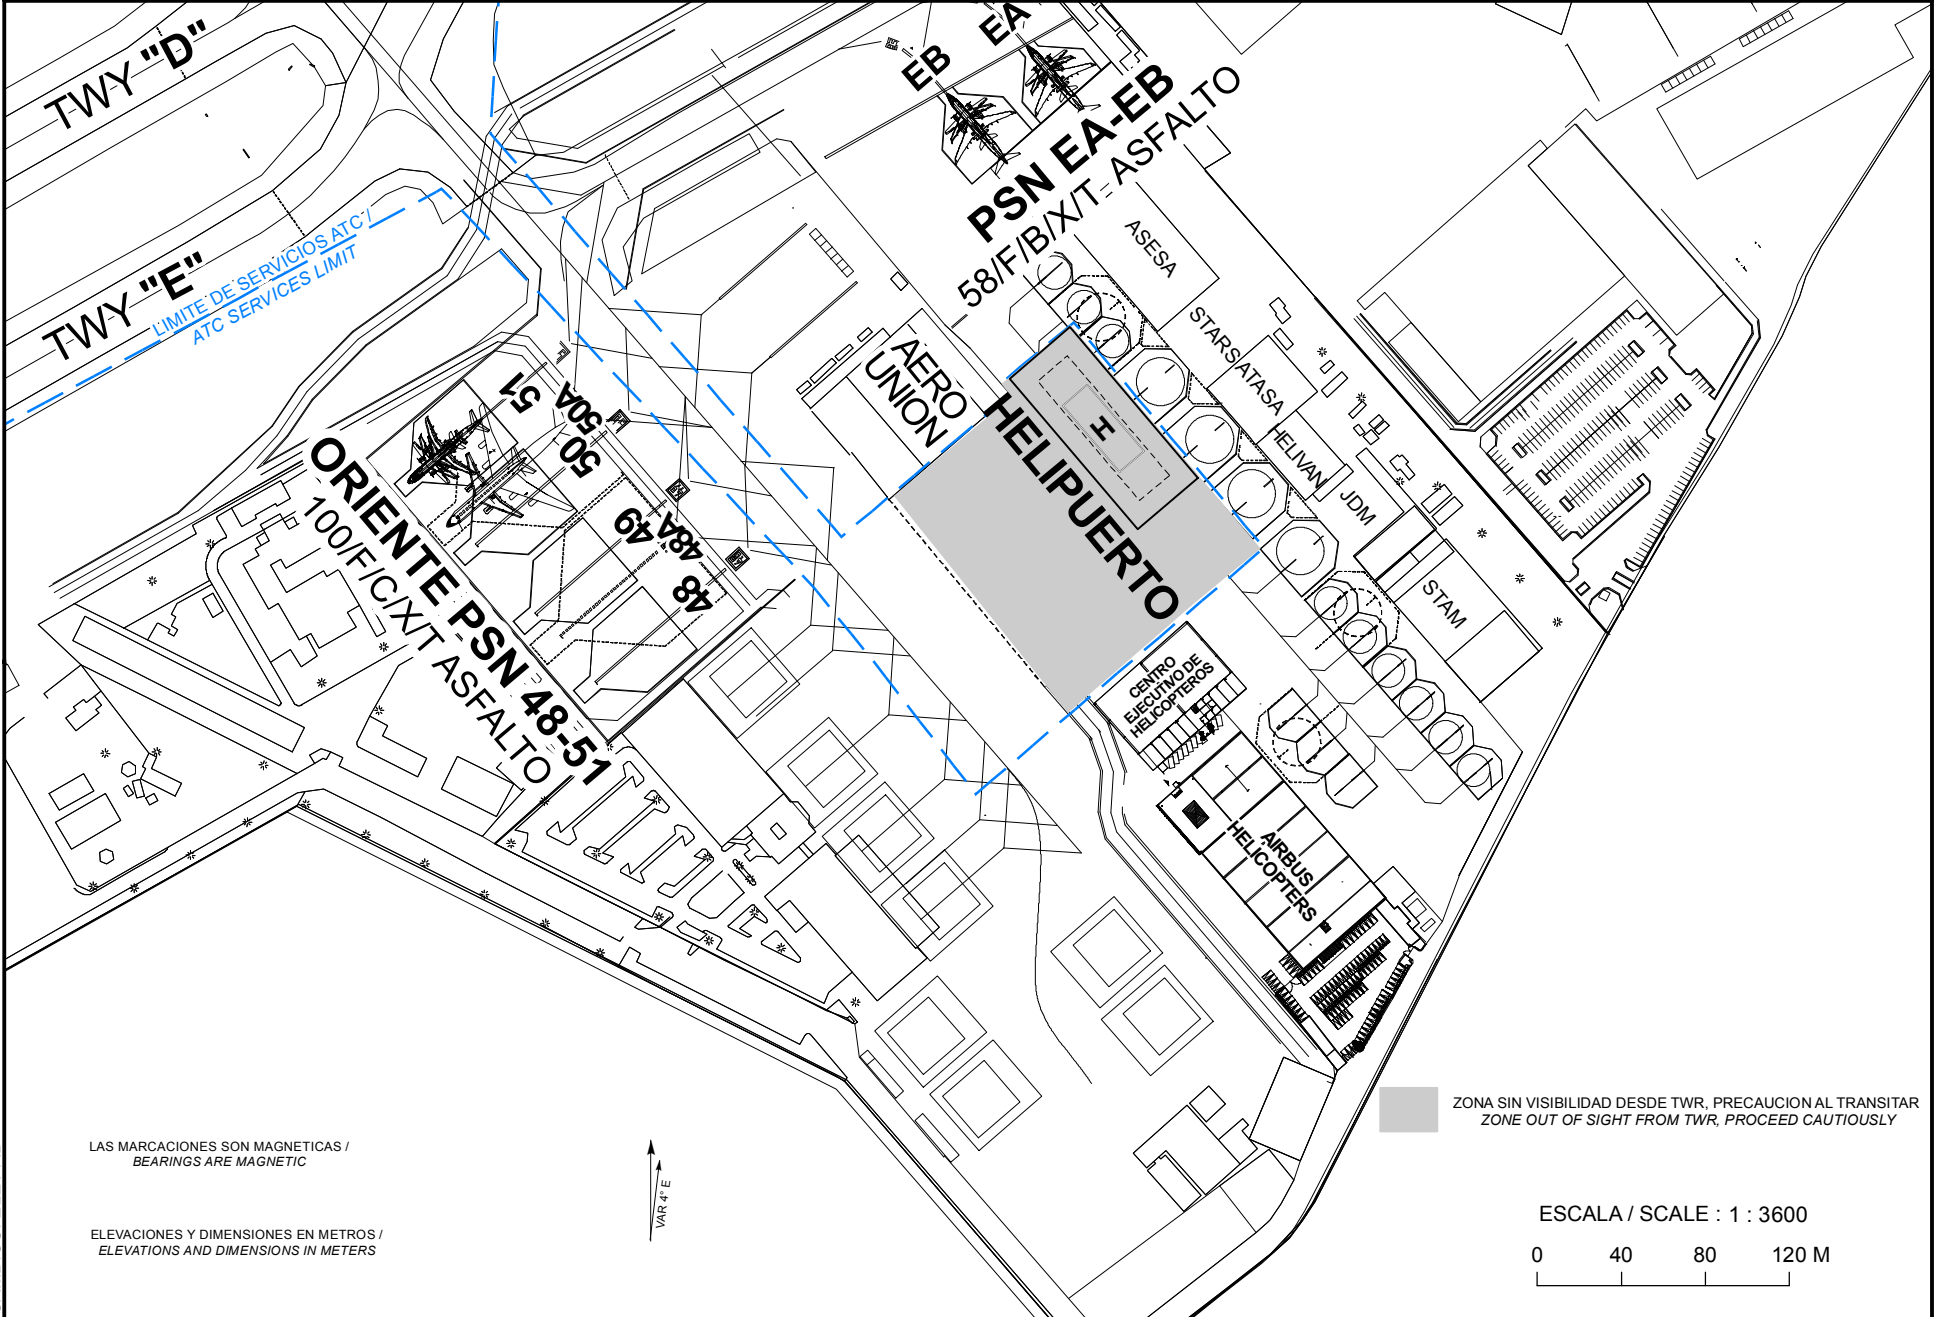 TWY "D"
EB
EA
PSN EA-EB
58/F/B/X/T- ASFALTO
TWY "E"
LIMITE DE SERVICIOS ATC /
ATC SERVICES LIMIT
ASESA
STARSATASA
HELIVAN
JDM
STAM
AERO
UNION
H
HELIPUERTO
51
50A
50
49
48A
48
ORIENTE PSN 48-51
100/F/C/X/T ASFALTO
CENTRO
EJECUTIVO DE
HELICOPTEROS
AIRBUS
HELICOPTERS
ZONA SIN VISIBILIDAD DESDE TWR, PRECAUCION AL TRANSITAR
ZONE OUT OF SIGHT FROM TWR, PROCEED CAUTIOUSLY
LAS MARCACIONES SON MAGNETICAS /
BEARINGS ARE MAGNETIC
VAR 4° E
ELEVACIONES Y DIMENSIONES EN METROS /
ELEVATIONS AND DIMENSIONS IN METERS
ESCALA / SCALE : 1 : 3600
0 40 80 120 M